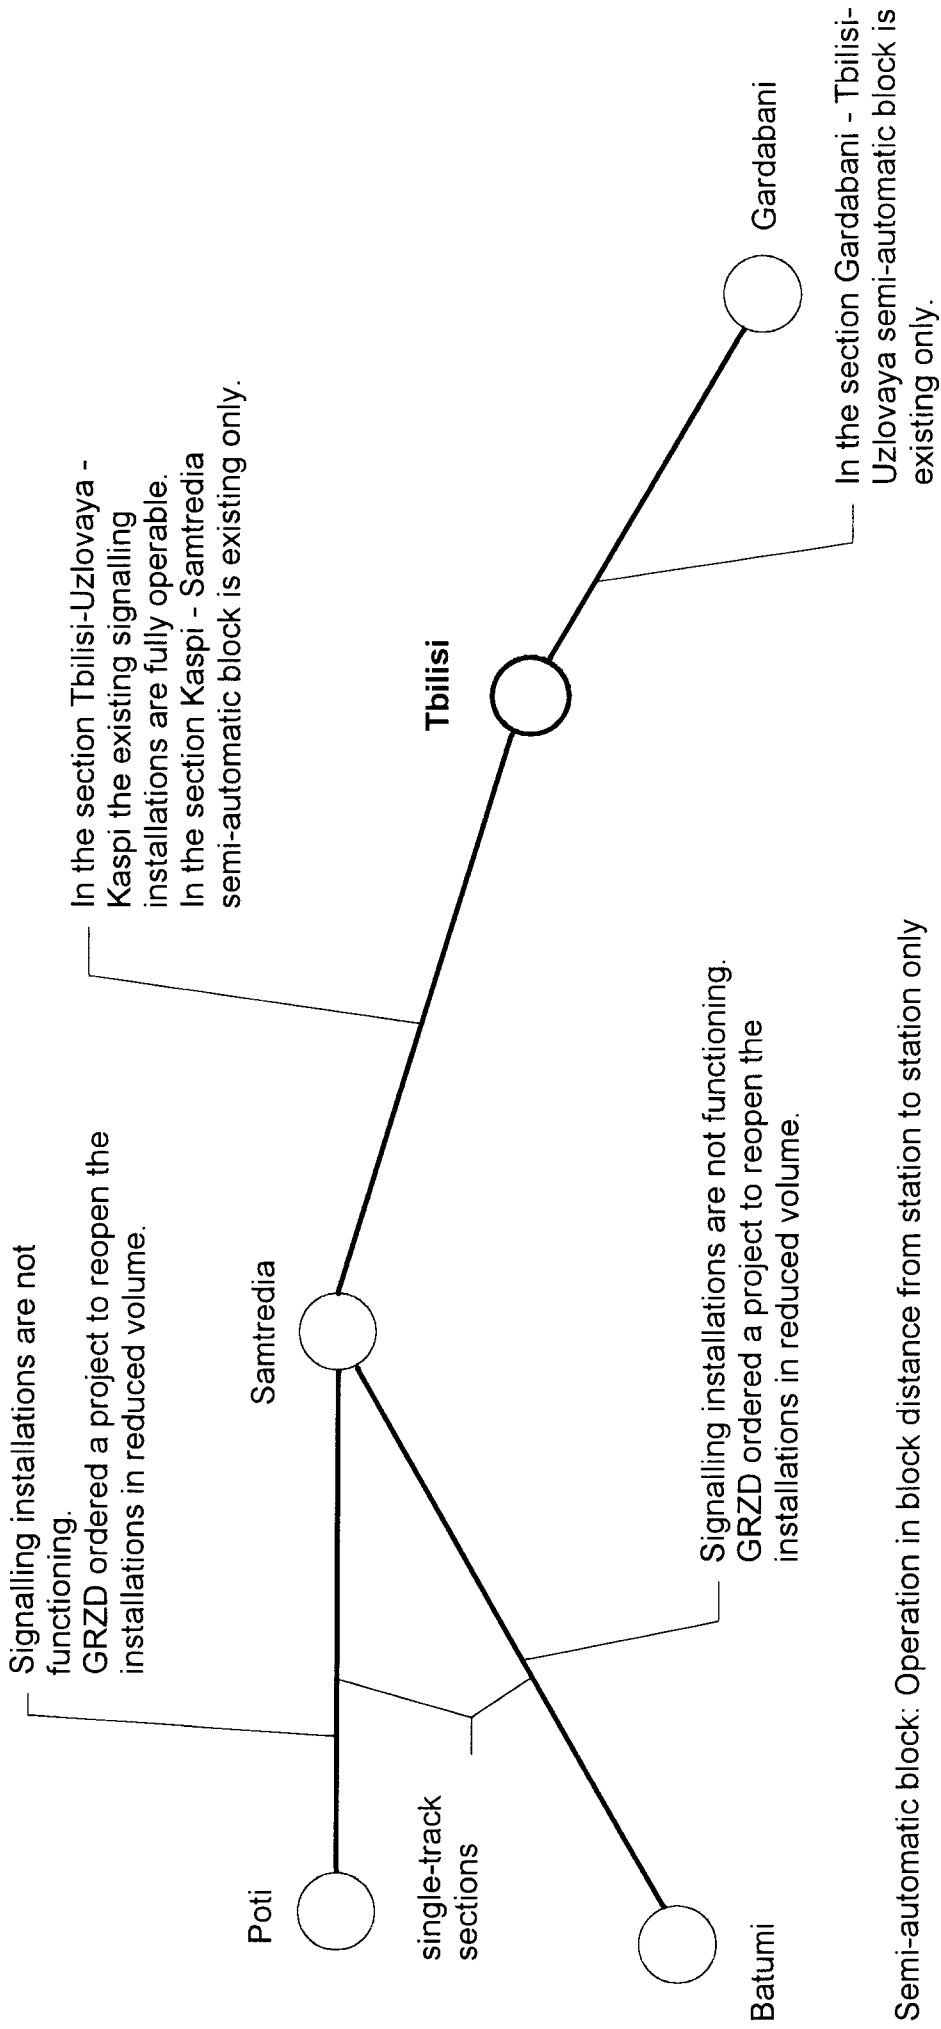 Signalling installations are not
functioning.
GRZD ordered a project to reopen the
installations in reduced volume.
In the section Tbilisi-Uzlovaya -
Kaspi the existing signalling
installations are fully operable.
In the section Kaspi - Samtredia
semi-automatic block is existing only.
Poti
Samtredia
Tbilisi
Gardabani
single-track
sections
Batumi
Signalling installations are not functioning.
GRZD ordered a project to reopen the
installations in reduced volume.
In the section Gardabani - Tbilisi-
Uzlovaya semi-automatic block is
existing only.
Semi-automatic block: Operation in block distance from station to station only